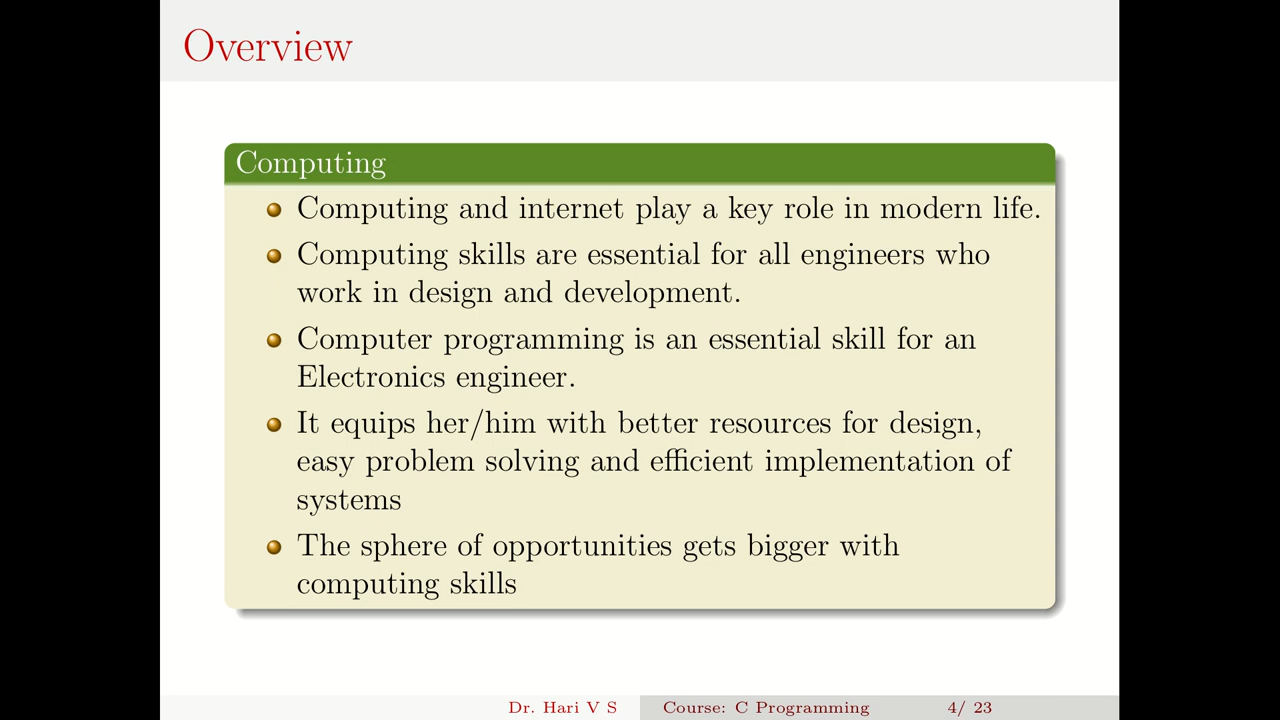 Overview
Computing
Computing and internet play a key role in modern life.
Computing skills are essential for all engineers who
work in design and development.
Computer programming is an essential skill for an
Electronics engineer.
It equips her/him with better resources for design,
easy problem solving and efficient implementation of
systems
The sphere of opportunities gets bigger with
computing skills
Dr. Hari V S Course: C Programming 4/ 23